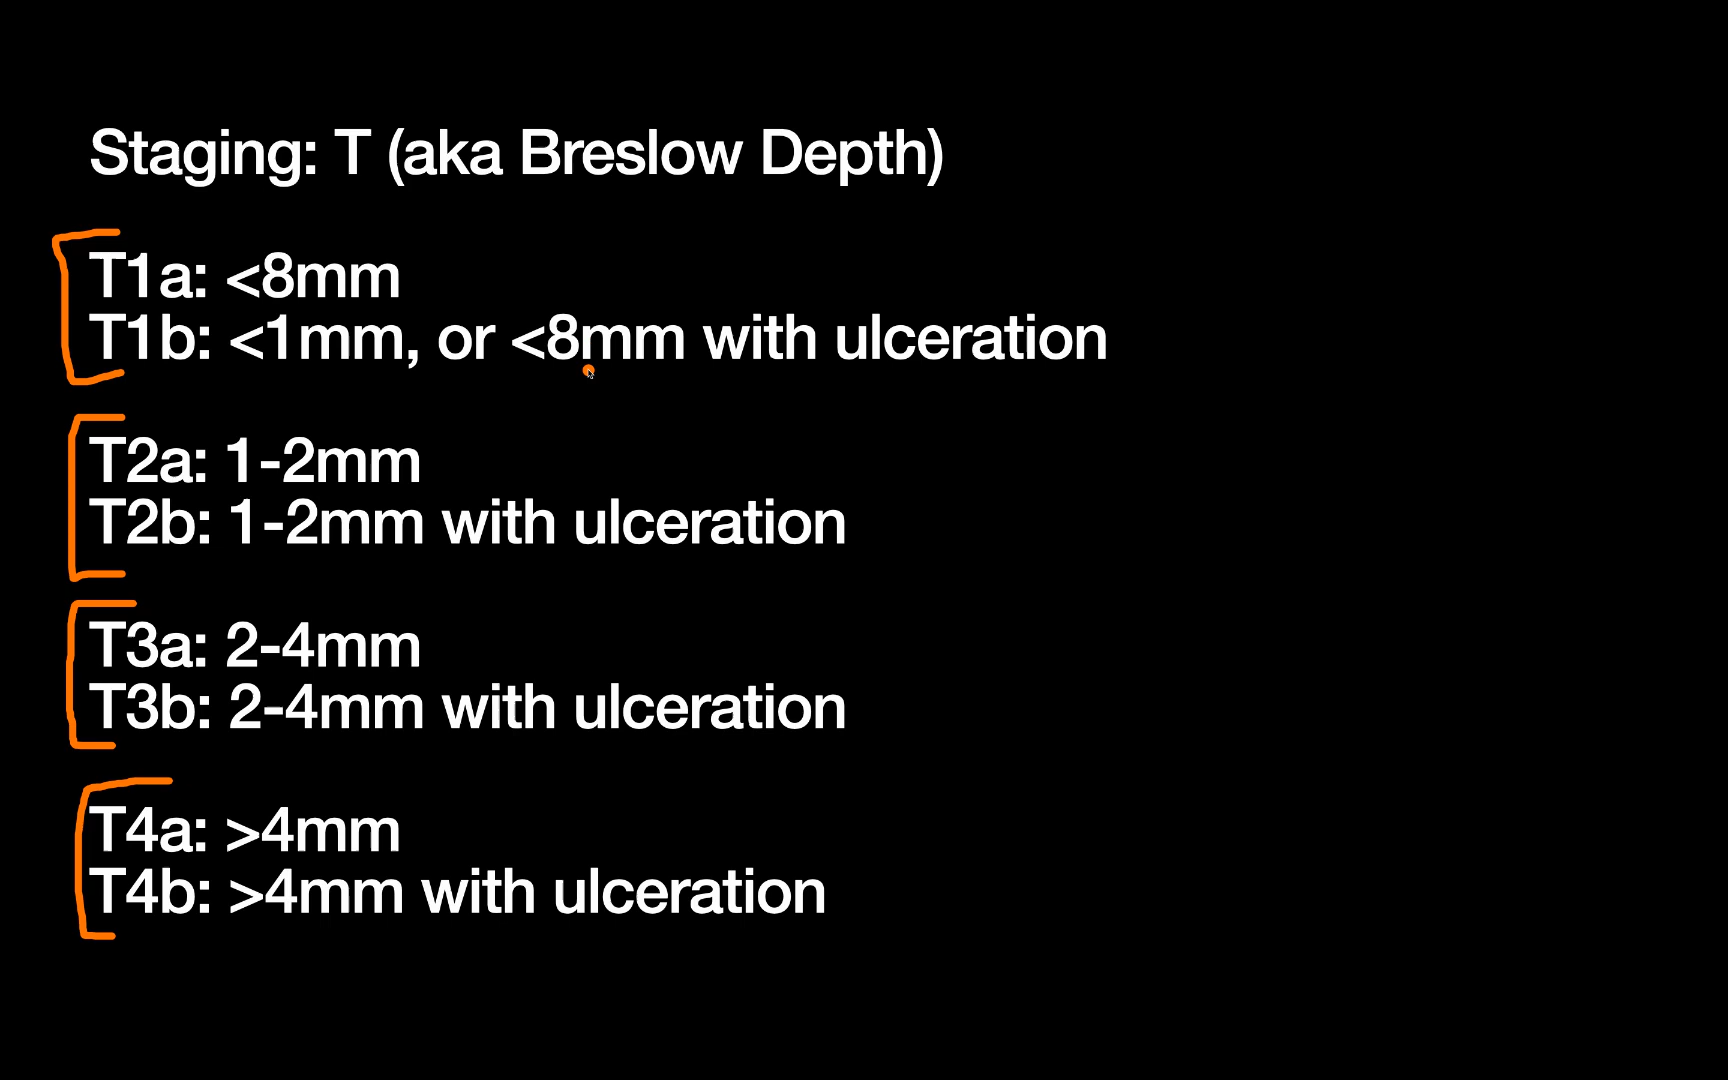 Staging: T (aka Breslow Depth)
T1a: <8mm
T1b: <1mm, or <8mm with ulceration
T2a: 1-2mm
T2b: 1-2mm with ulceration
T3a: 2-4mm
T3b: 2-4mm with ulceration
T4a: >4mm
T4b: >4mm with ulceration